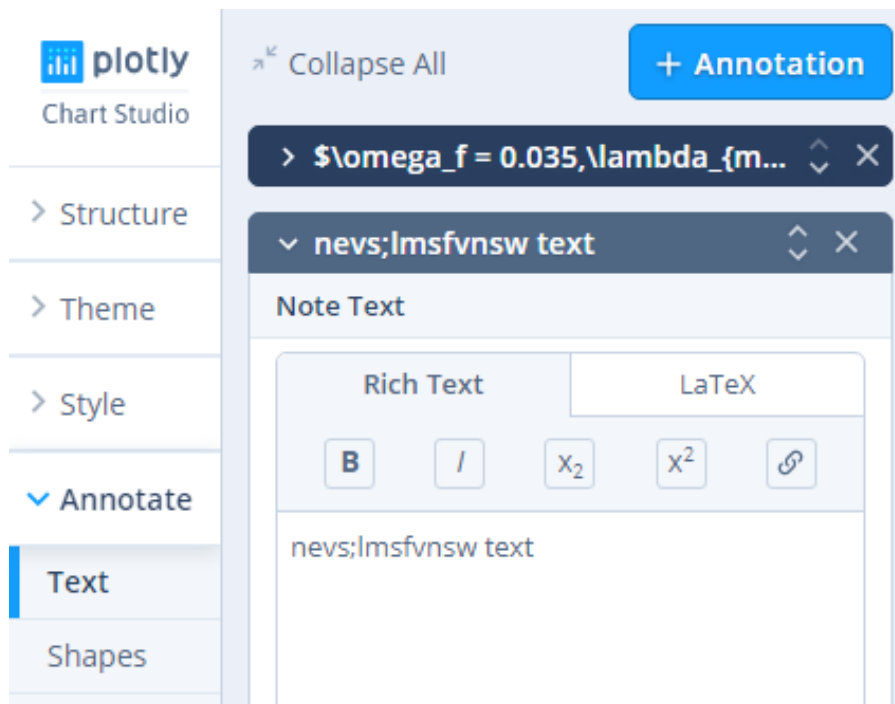 plotly
Chart Studio
Structure
Theme
Style
Annotate
Text
Shapes
Collapse All
+ Annotation
$\omega_f = 0.035,\lambda_{m...
nevs;lmsfvnsw text
Note Text
Rich Text
LaTeX
B I X₂ X²
nevs;lmsfvnsw text